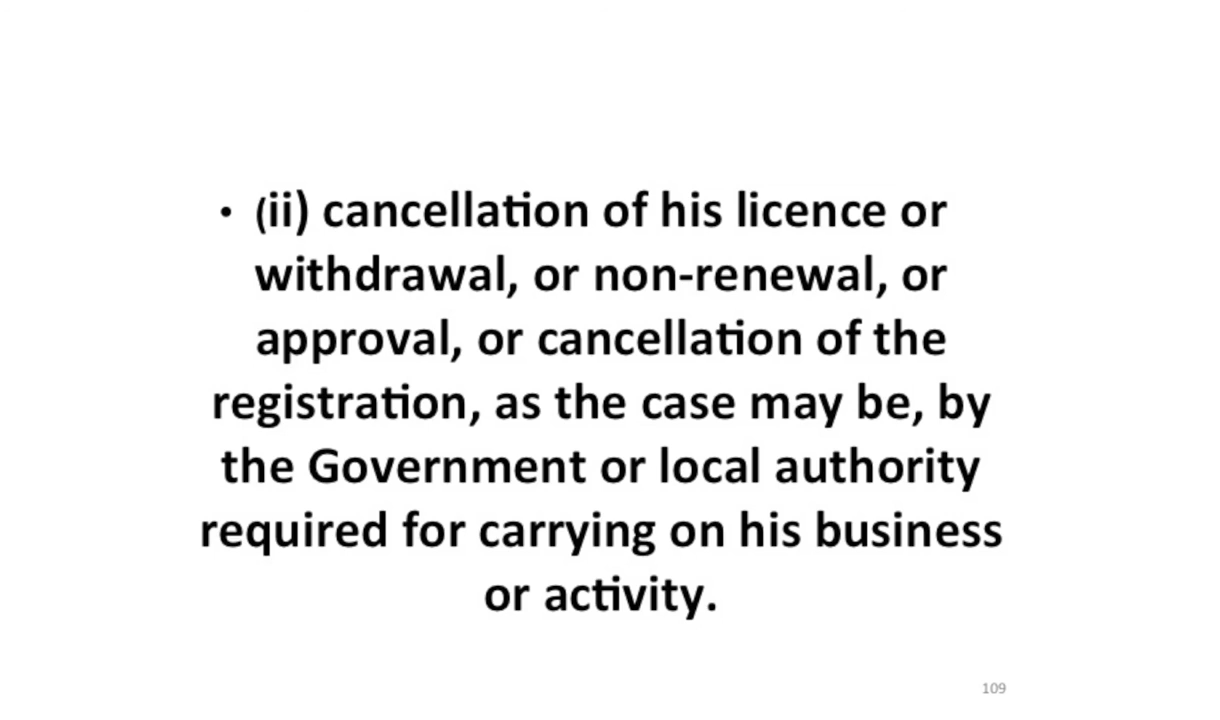 • (ii) cancellation of his licence or
withdrawal, or non-renewal, or
approval, or cancellation of the
registration, as the case may be, by
the Government or local authority
required for carrying on his business
or activity.
109